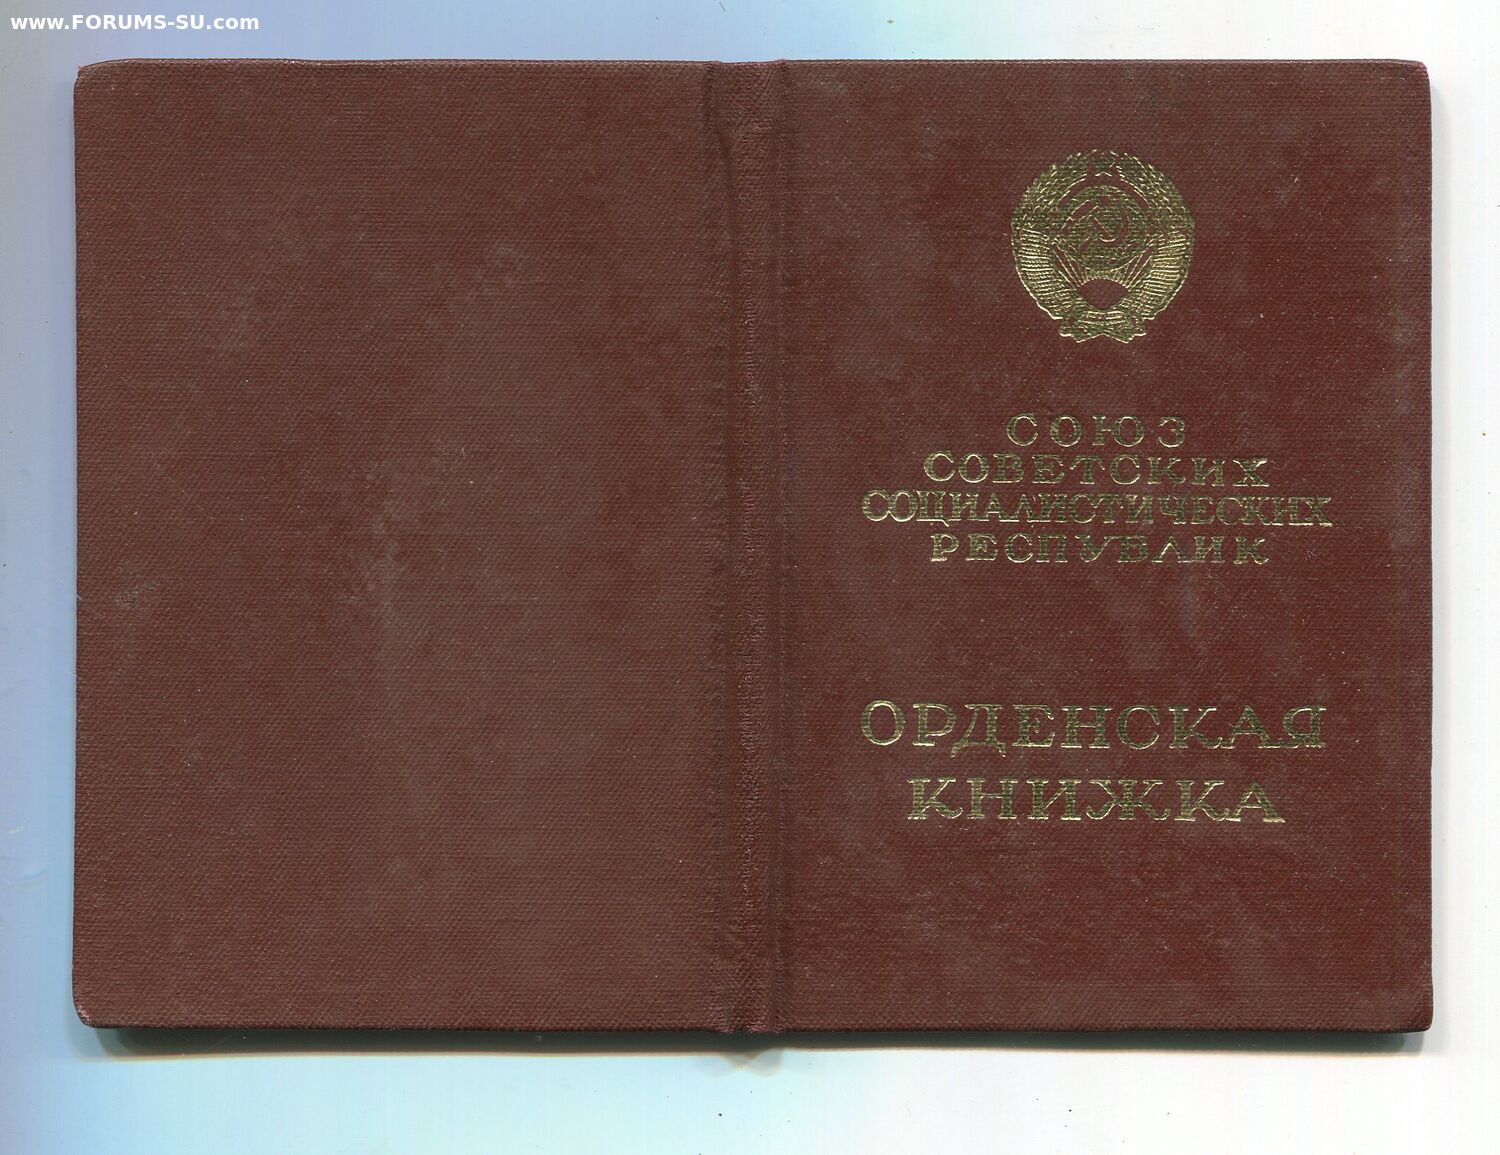 www.FORUMS-SU.com
СОЮЗ
СОВЕТСКИХ
СОЦИАЛИСТИЧЕСКИХ
РЕСПУБЛИК
ОРДЕНСКАЯ
КНИЖКА